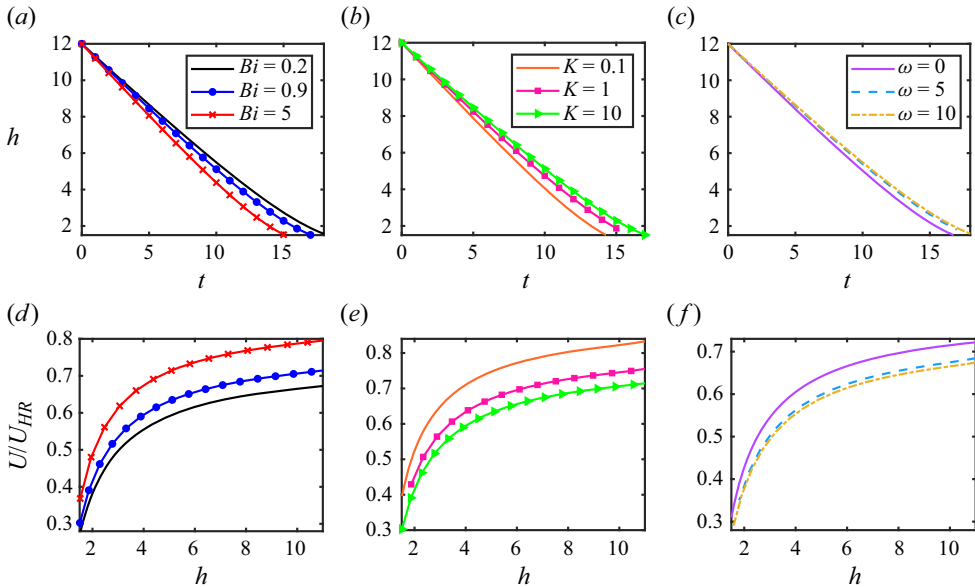 (a) (b) (c)
12 12 12
10 10 10
8 8 8
6 6 6
4 4 4
2 2 2
h
Bi = 0.2
Bi = 0.9
Bi = 5
K = 0.1
K = 1
K = 10
ω = 0
ω = 5
ω = 10
0 5 10 15 0 5 10 15 0 5 10 15
t t t
(d) (e) (f)
0.8
0.7
0.6
0.5
0.4
0.3
U/U_HR
0.8
0.7
0.6
0.5
0.4
0.3
0.7
0.6
0.5
0.4
0.3
2 4 6 8 10 2 4 6 8 10 2 4 6 8 10
h h h